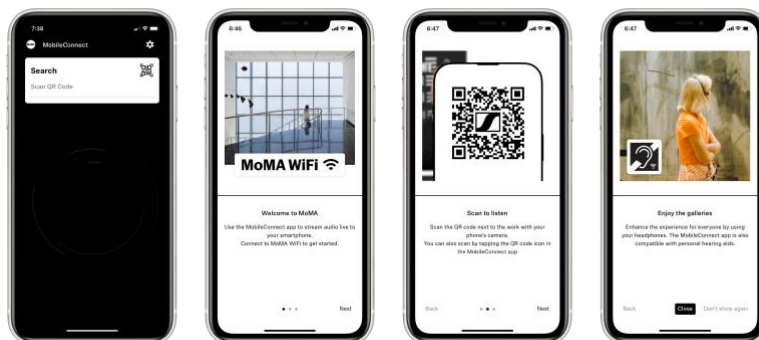 7:38
MobileConnect
Search
Scan QR Code
6:46
MoMA WiFi
Welcome to MoMA
Use the MobileConnect app to stream audio live to
your smartphone.
Connect to MoMA WiFi to get started.
Next
6:47
Scan to listen
Scan the QR code next to the work with your
phone's camera.
You can also scan by tapping the QR code icon in
the MobileConnect app
Back
Next
6:47
Enjoy the galleries
Enhance the experience for everyone by using
your headphones. The MobileConnect app is also
compatible with personal hearing aids.
Back
Close
Don't show again